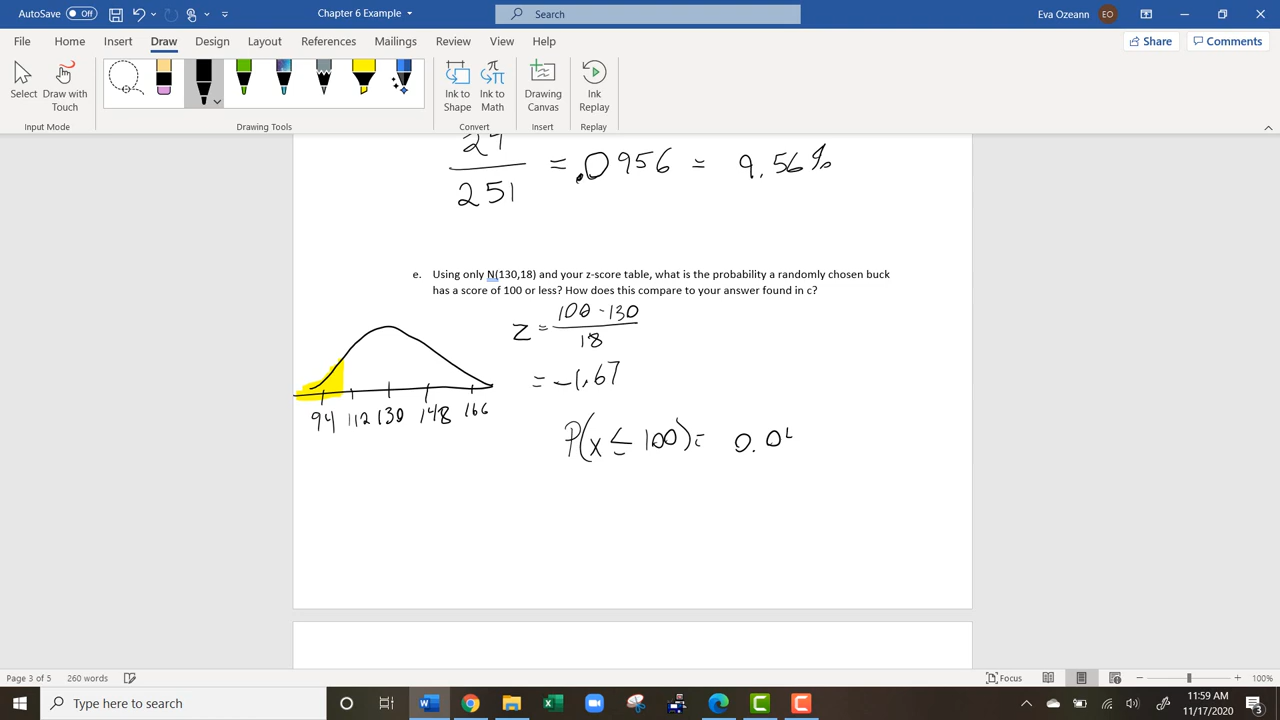 AutoSave Off Chapter 6 Example Search Eva Ozeann EO
File Home Insert Draw Design Layout References Mailings Review View Help Share Comments
Select Draw with Touch Ink to Shape Ink to Math Drawing Canvas Ink Replay
Input Mode Drawing Tools Convert Insert Replay
251
= .0956 = 9.56%
e. Using only N(130,18) and your z-score table, what is the probability a randomly chosen buck
has a score of 100 or less? How does this compare to your answer found in c?
z = 100 - 130
18
= -1.67
94 112 130 148 166
P(x ≤ 100) = 0.0
Page 3 of 5 260 words Focus 100%
Type here to search
11:59 AM
11/17/2020